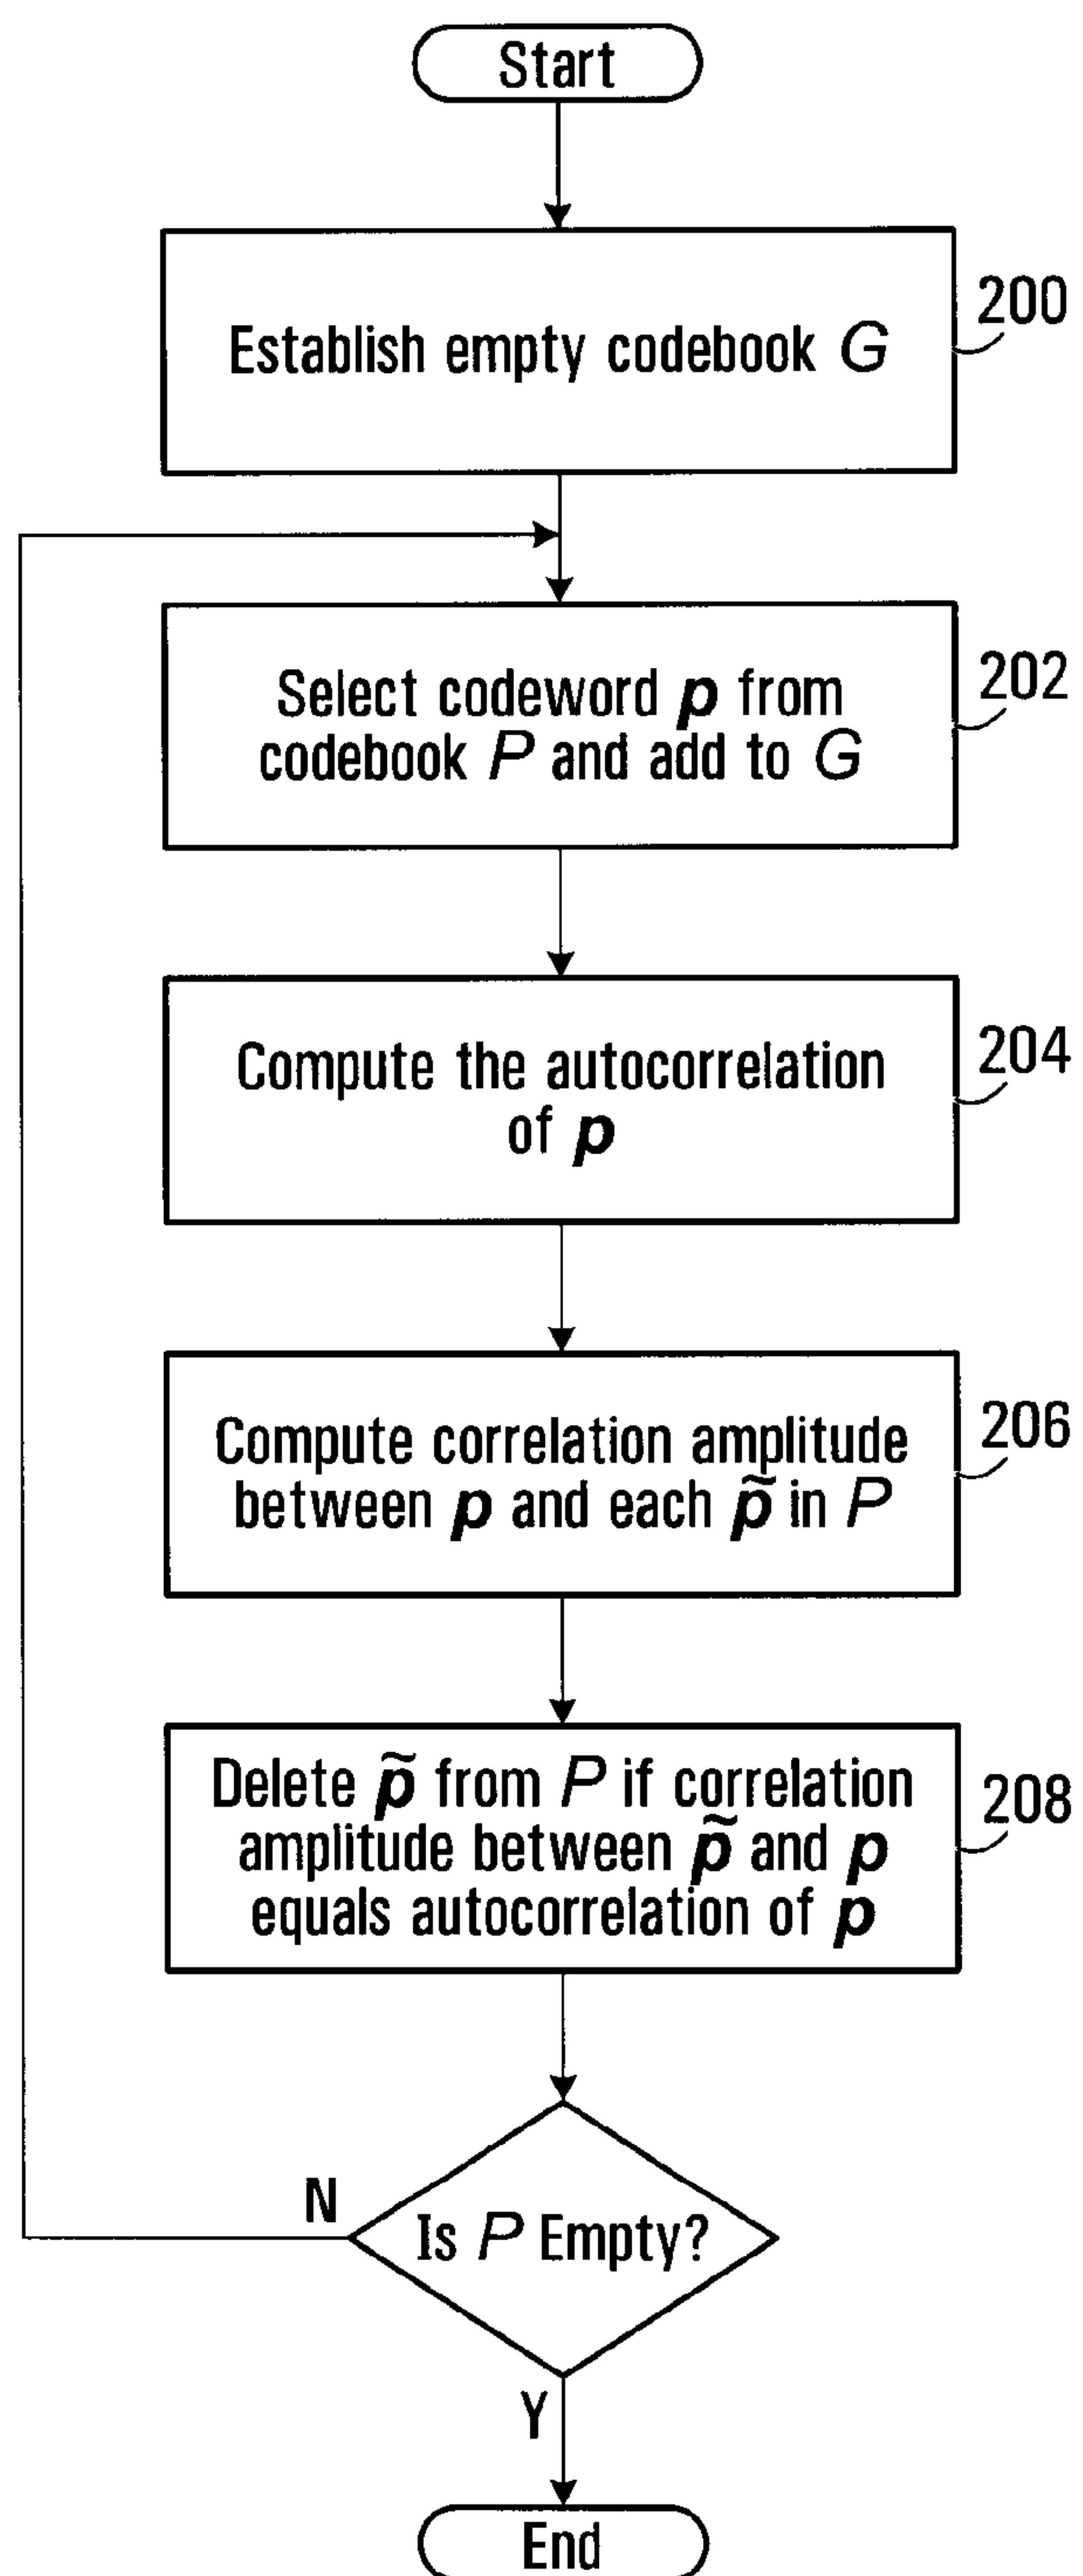 Start
Establish empty codebook G
200
Select codeword p from
codebook P and add to G
202
Compute the autocorrelation
of p
204
Compute correlation amplitude
between p and each p̃ in P
206
Delete p̃ from P if correlation
amplitude between p̃ and p
equals autocorrelation of p
208
N
Is P Empty?
Y
End